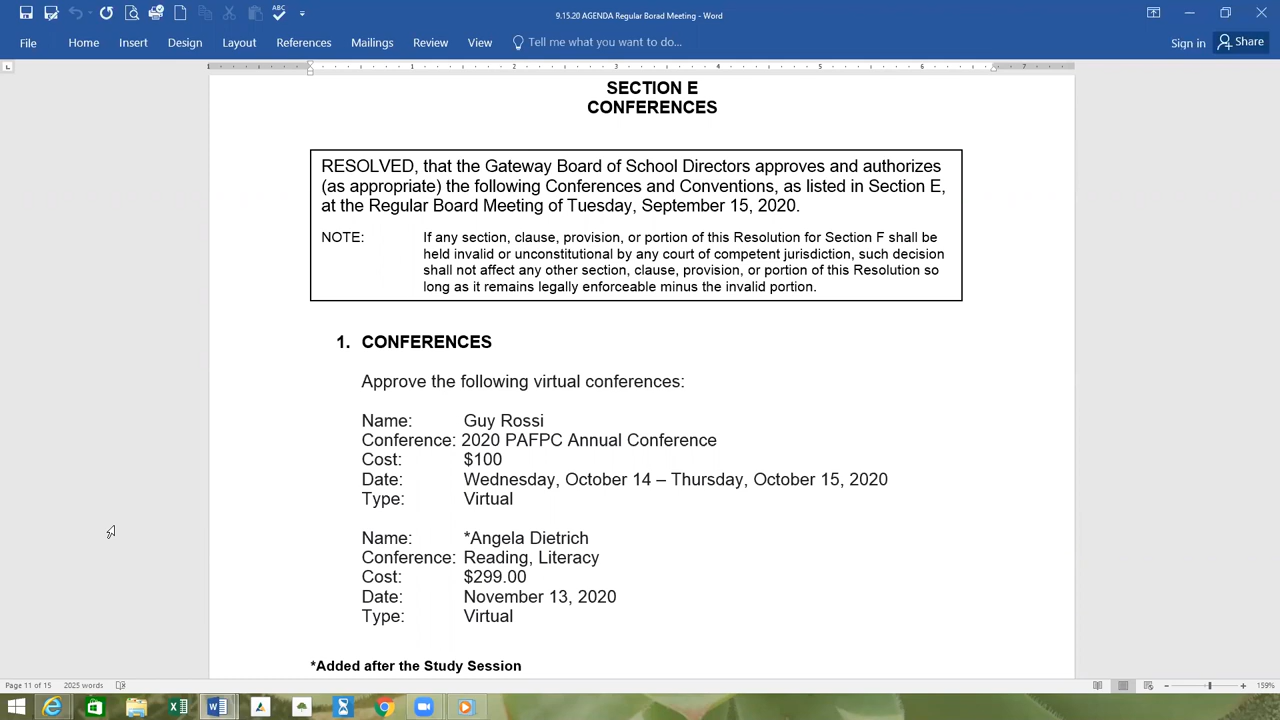 9.15.20 AGENDA Regular Borad Meeting - Word
File Home Insert Design Layout References Mailings Review View Tell me what you want to do... Sign in Share
1 1 2 3 4 5 6 7
SECTION E
CONFERENCES
RESOLVED, that the Gateway Board of School Directors approves and authorizes
(as appropriate) the following Conferences and Conventions, as listed in Section E,
at the Regular Board Meeting of Tuesday, September 15, 2020.
NOTE: If any section, clause, provision, or portion of this Resolution for Section F shall be
held invalid or unconstitutional by any court of competent jurisdiction, such decision
shall not affect any other section, clause, provision, or portion of this Resolution so
long as it remains legally enforceable minus the invalid portion.
1. CONFERENCES
Approve the following virtual conferences:
Name: Guy Rossi
Conference: 2020 PAFPC Annual Conference
Cost: $100
Date: Wednesday, October 14 – Thursday, October 15, 2020
Type: Virtual
Name: *Angela Dietrich
Conference: Reading, Literacy
Cost: $299.00
Date: November 13, 2020
Type: Virtual
*Added after the Study Session
Page 11 of 15 2025 words 159%